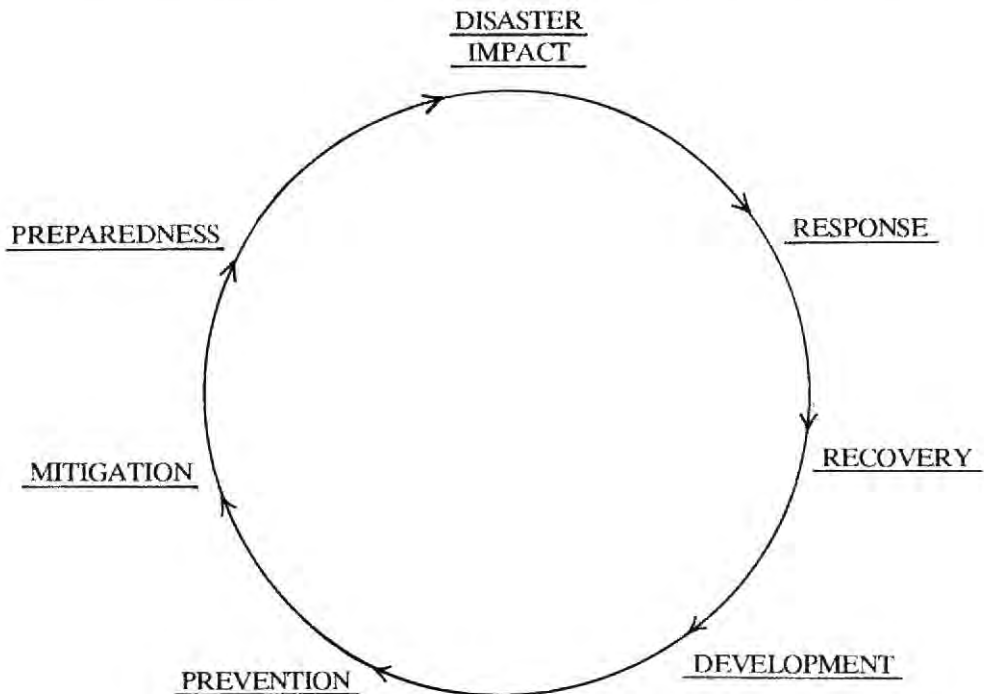 DISASTER
IMPACT
RESPONSE
RECOVERY
DEVELOPMENT
PREVENTION
MITIGATION
PREPAREDNESS